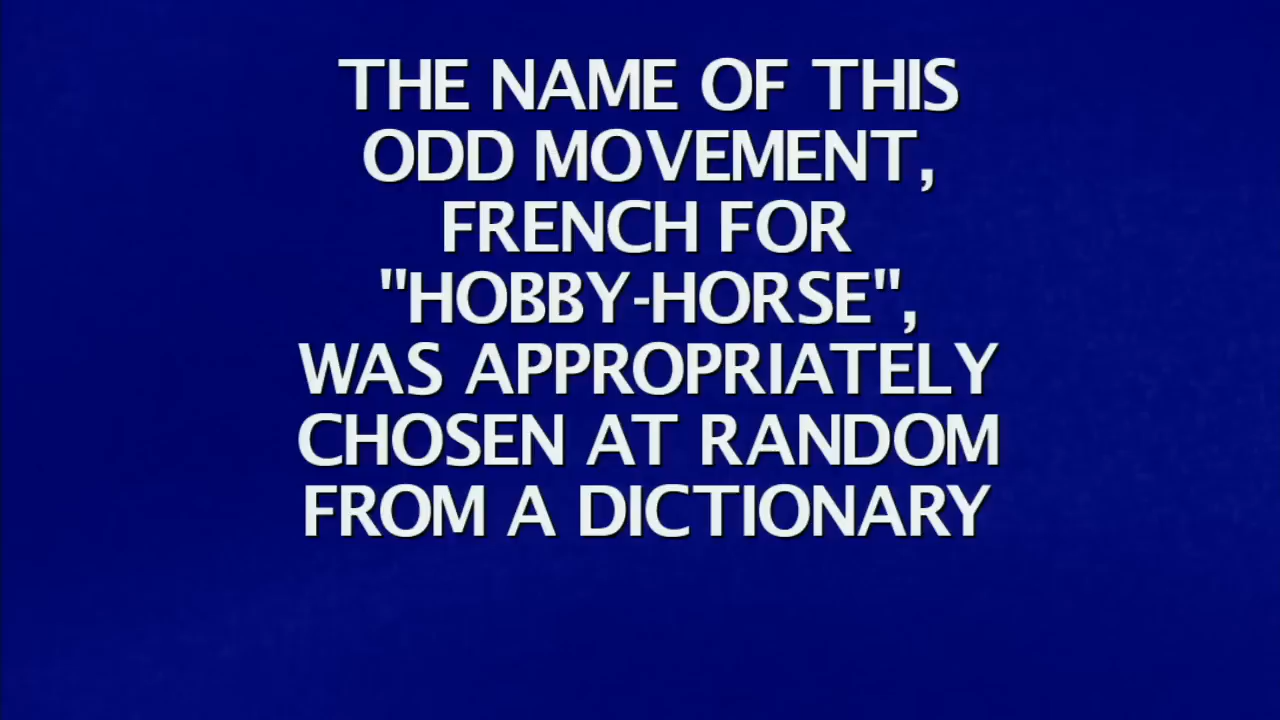 THE NAME OF THIS
ODD MOVEMENT,
FRENCH FOR
"HOBBY-HORSE",
WAS APPROPRIATELY
CHOSEN AT RANDOM
FROM A DICTIONARY